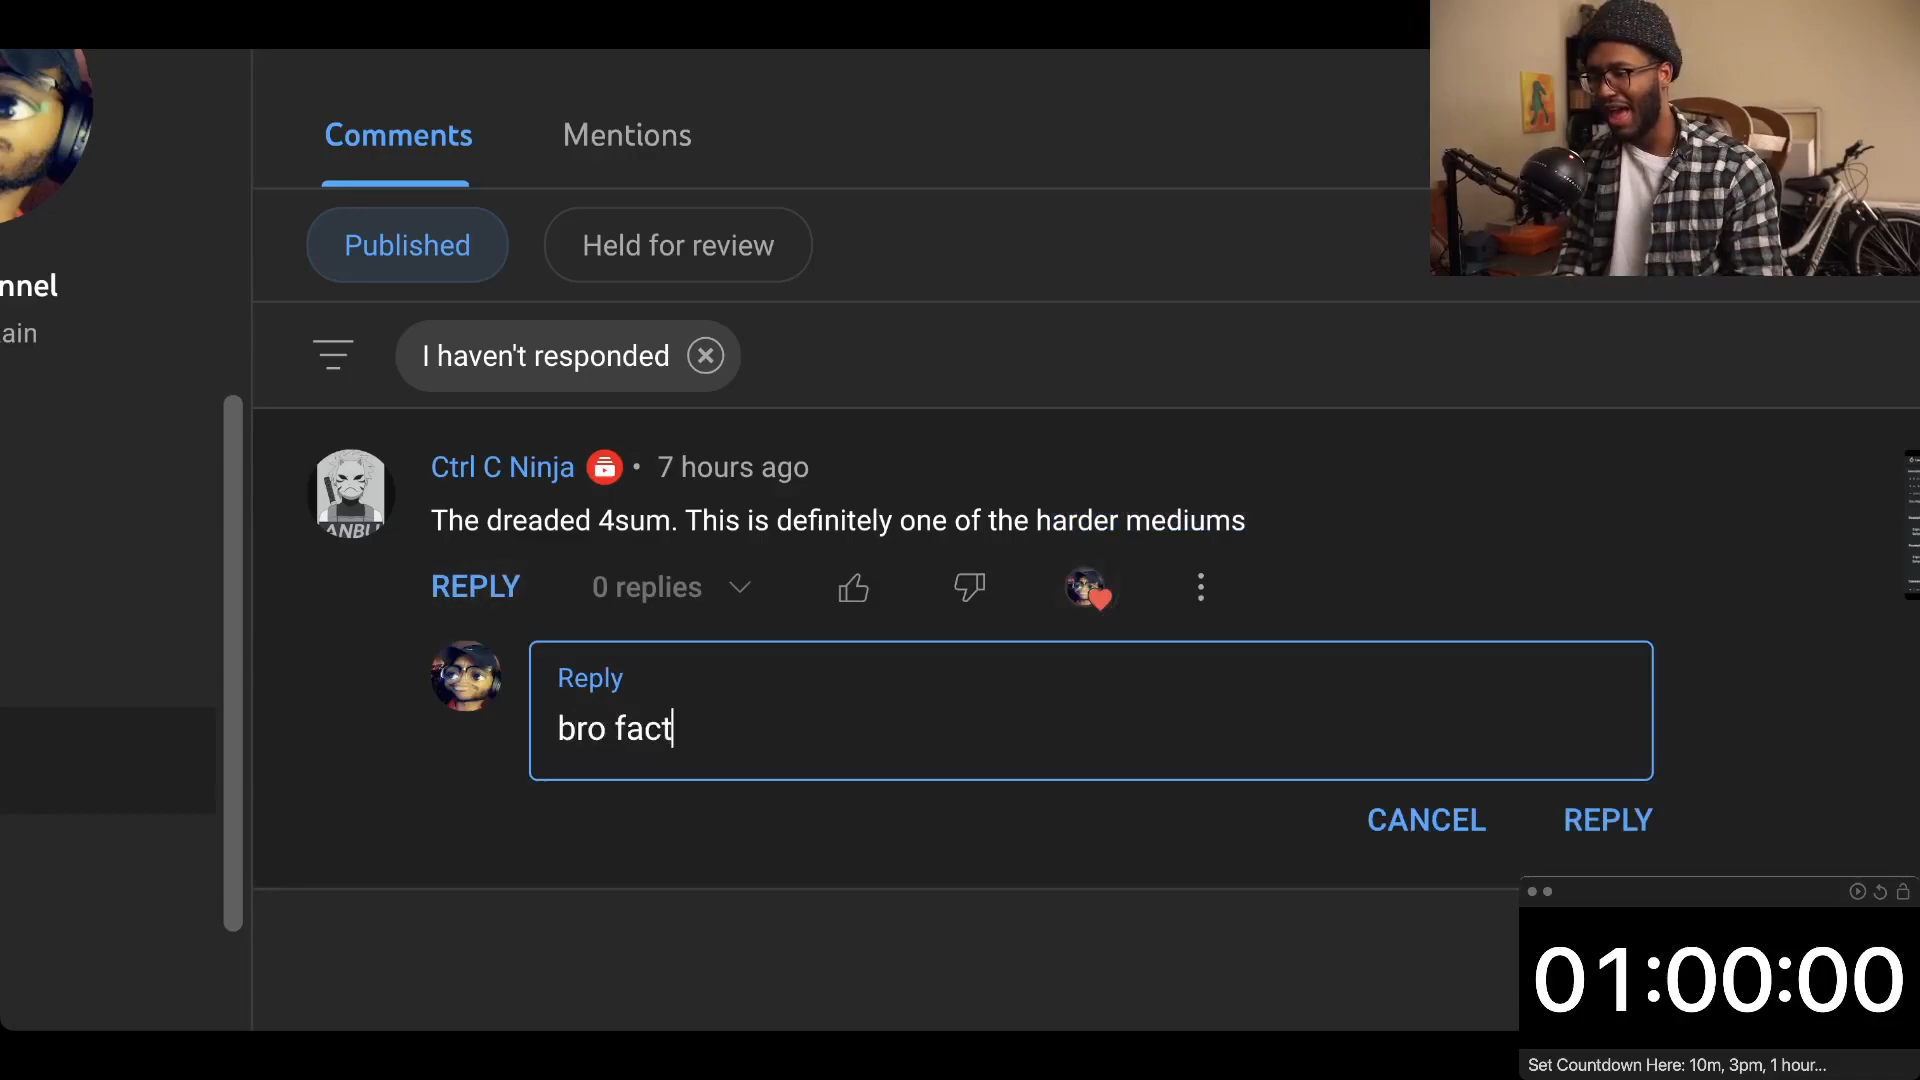 Comments
Mentions
Published
Held for review
nnel
ain
I haven't responded
Ctrl C Ninja • 7 hours ago
The dreaded 4sum. This is definitely one of the harder mediums
ANBU
REPLY
0 replies
Reply
bro fact
CANCEL
REPLY
01:00:00
Set Countdown Here: 10m, 3pm, 1 hour...